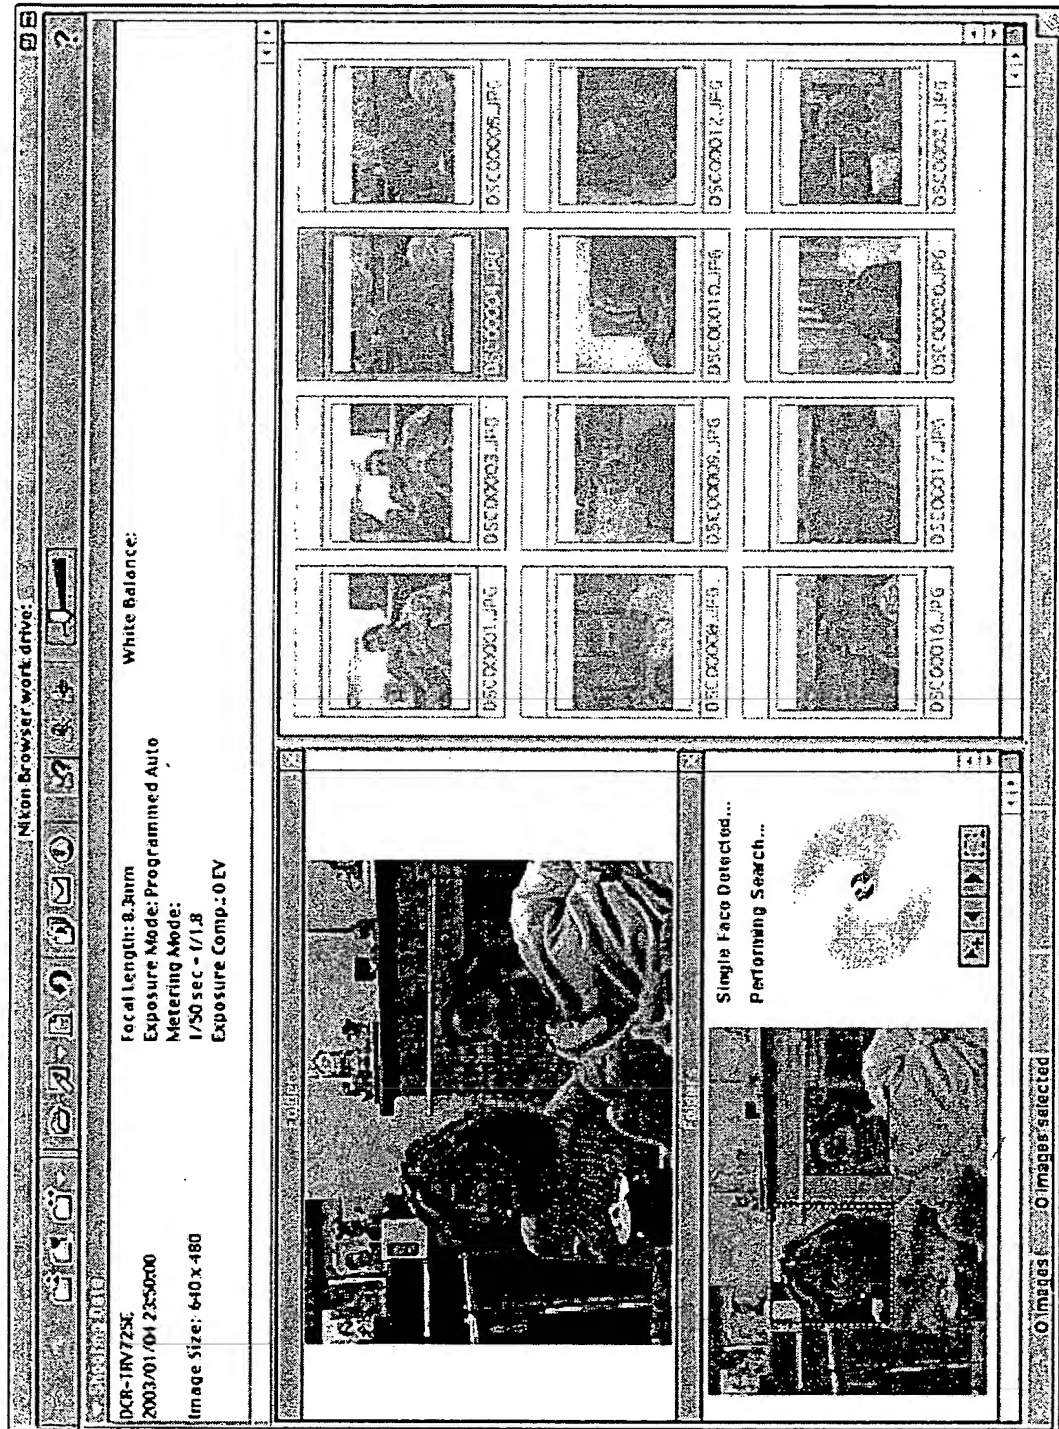 Nikon Browser:work drive:
?
DCR-TRV725E
2003/01/04 23:50:00
Image Size: 640 x 480
Focal Length: 8.3mm
Exposure Mode: Programmed Auto
Metering Mode:
1/50 sec - f/1.8
Exposure Comp.: 0 EV
White Balance:
DSC00001.JPG
DSC00003.JPG
DSC00004.JPG
DSC00005.JPG
DSC00008.JPG
DSC00009.JPG
DSC00010.JPG
DSC00012.JPG
DSC00016.JPG
DSC00017.JPG
DSC00020.JPG
DSC00021.JPG
Single Face Detected...
Performing Search...
0 images
0 images selected